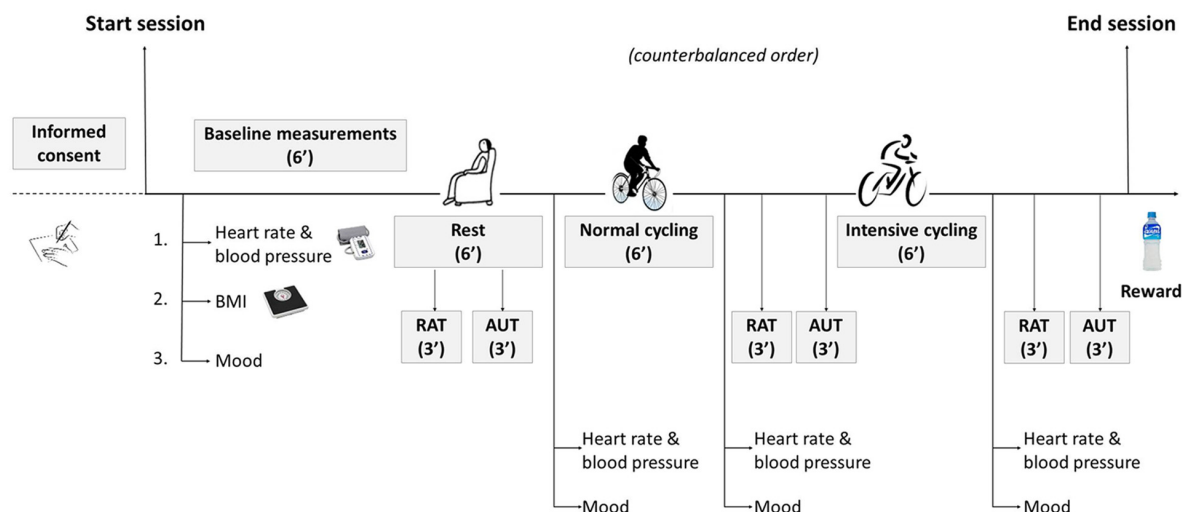 Start session
End session
(counterbalanced order)
Informed
consent
Baseline measurements
(6’)
Rest
(6’)
Normal cycling
(6’)
Intensive cycling
(6’)
1.
Heart rate &
blood pressure
2.
BMI
3.
Mood
RAT
(3’)
AUT
(3’)
RAT
(3’)
AUT
(3’)
RAT
(3’)
AUT
(3’)
Reward
Heart rate &
blood pressure
Mood
Heart rate &
blood pressure
Mood
Heart rate &
blood pressure
Mood